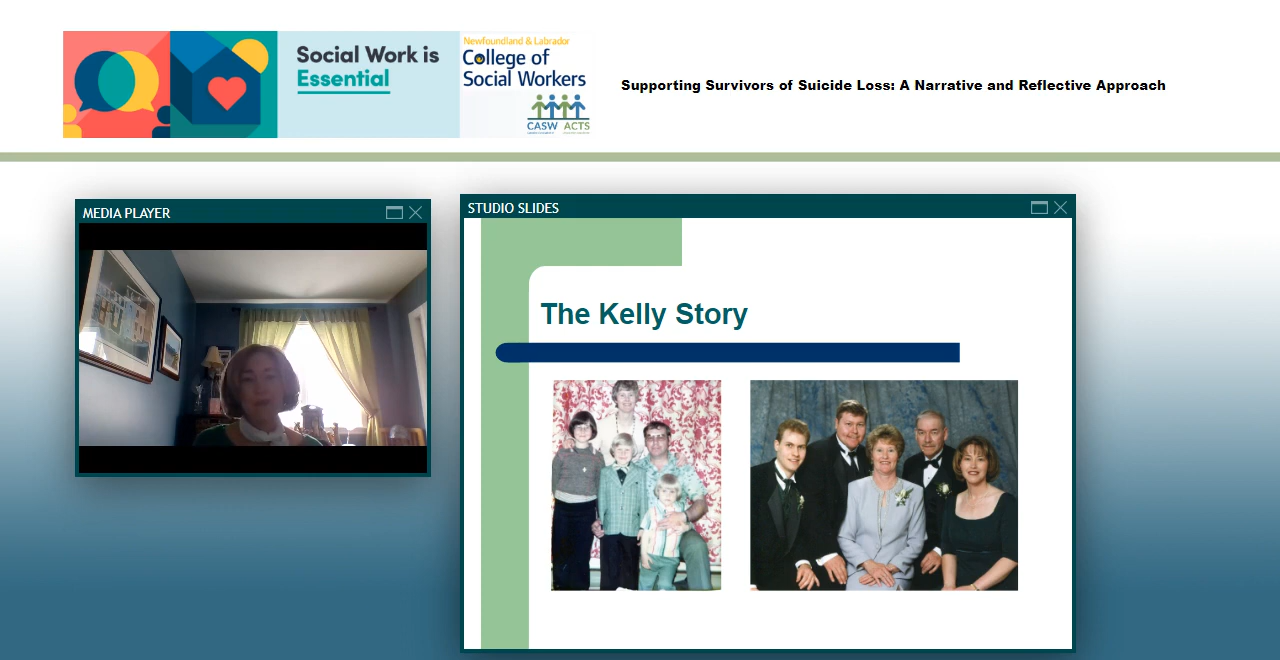 Social Work is
Essential
Newfoundland & Labrador
College of
Social Workers
CASW ACTS
Supporting Survivors of Suicide Loss: A Narrative and Reflective Approach
MEDIA PLAYER
STUDIO SLIDES
The Kelly Story